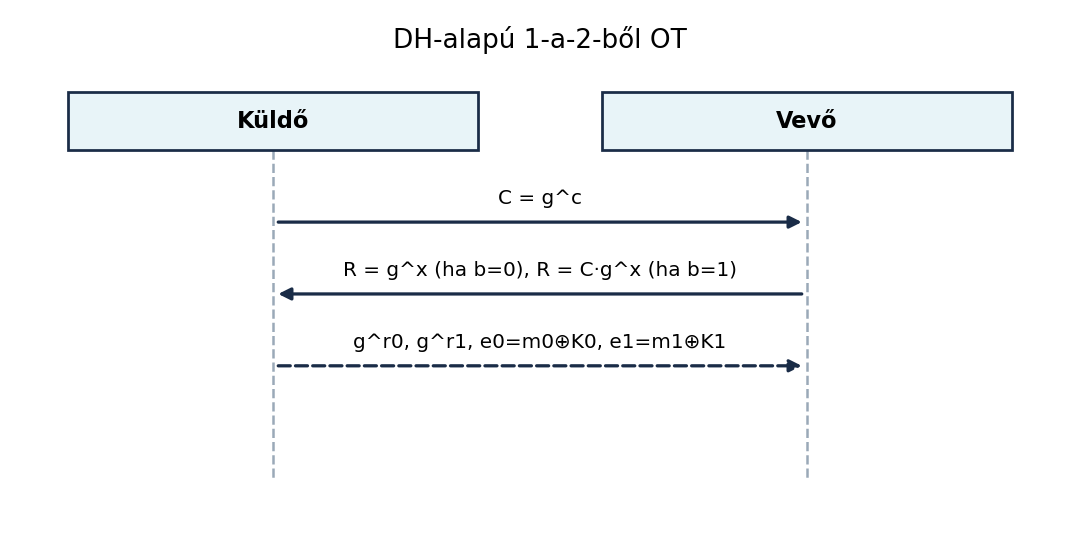 DH-alapú 1-a-2-ből OT
Küldő
Vevő
C = g^c
R = g^x (ha b=0), R = C·g^x (ha b=1)
g^r0, g^r1, e0=m0⊕K0, e1=m1⊕K1